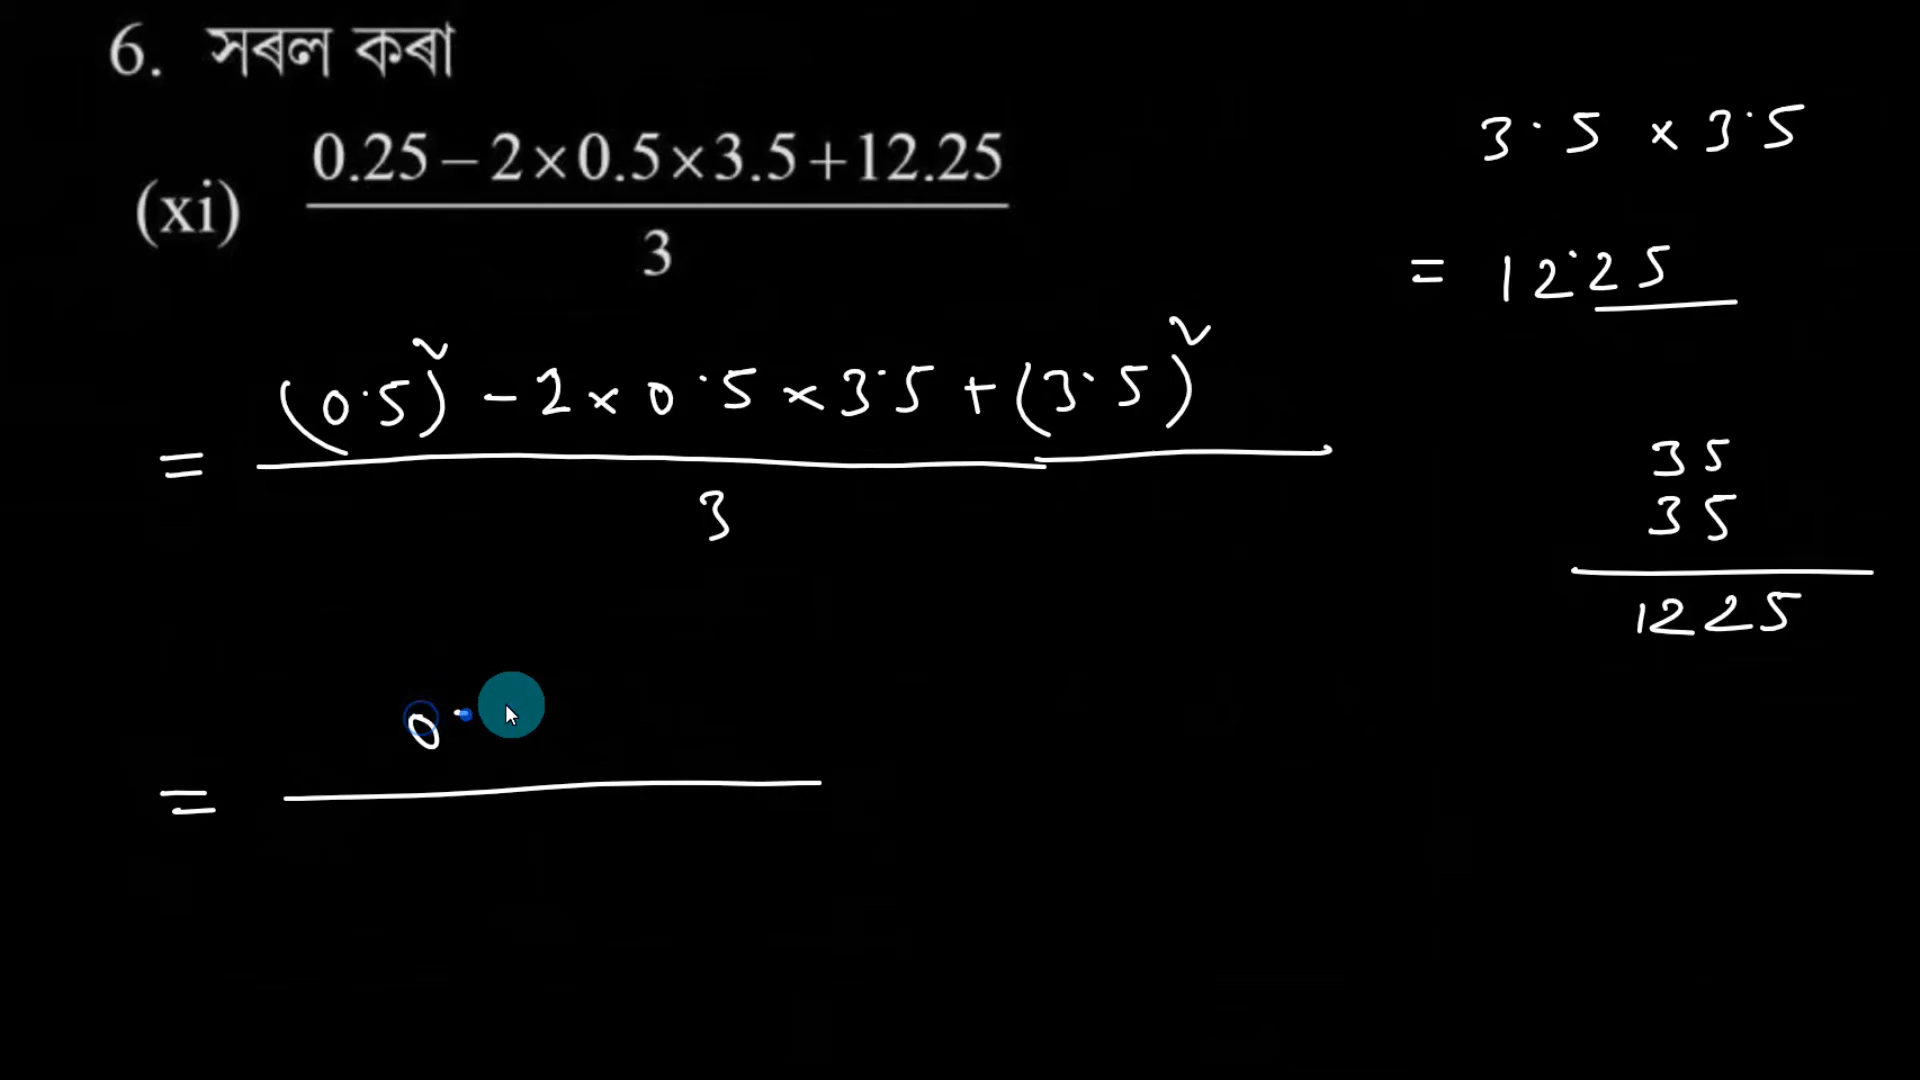 6. সৰল কৰা
(xi) 0.25 – 2 × 0.5 × 3.5 + 12.25
3
= (0.5)² - 2 × 0.5 × 3.5 + (3.5)²
3
= 0.
3.5 × 3.5
= 12.25
35
35
1225